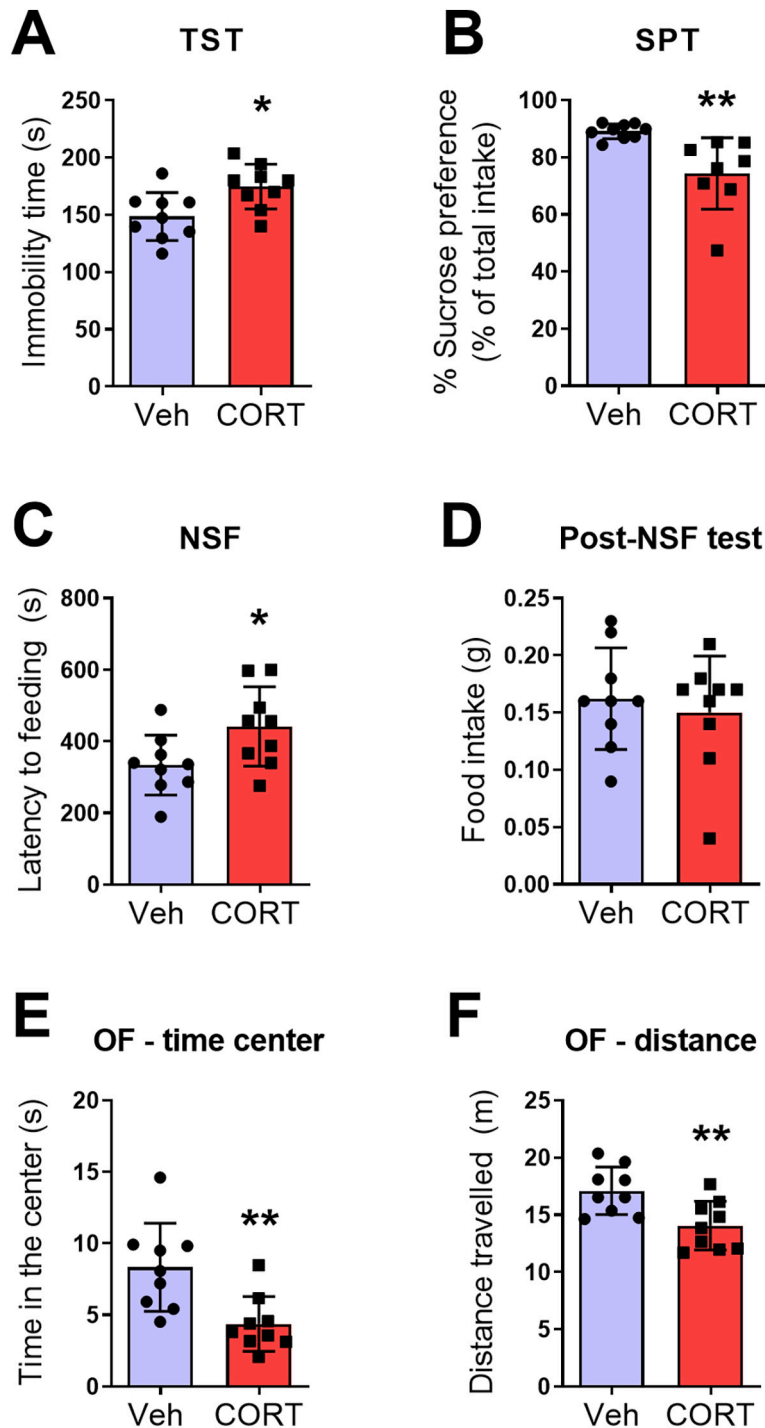 A TST
Immobility time (s)
250
200
150
100
50
0
*
Veh CORT
B SPT
% Sucrose preference
(% of total intake)
100
80
60
40
20
0
**
Veh CORT
C NSF
Latency to feeding (s)
800
600
400
200
0
*
Veh CORT
D Post-NSF test
Food intake (g)
0.25
0.20
0.15
0.10
0.05
0.00
Veh CORT
E OF - time center
Time in the center (s)
20
15
10
5
0
**
Veh CORT
F OF - distance
Distance travelled (m)
25
20
15
10
5
0
**
Veh CORT